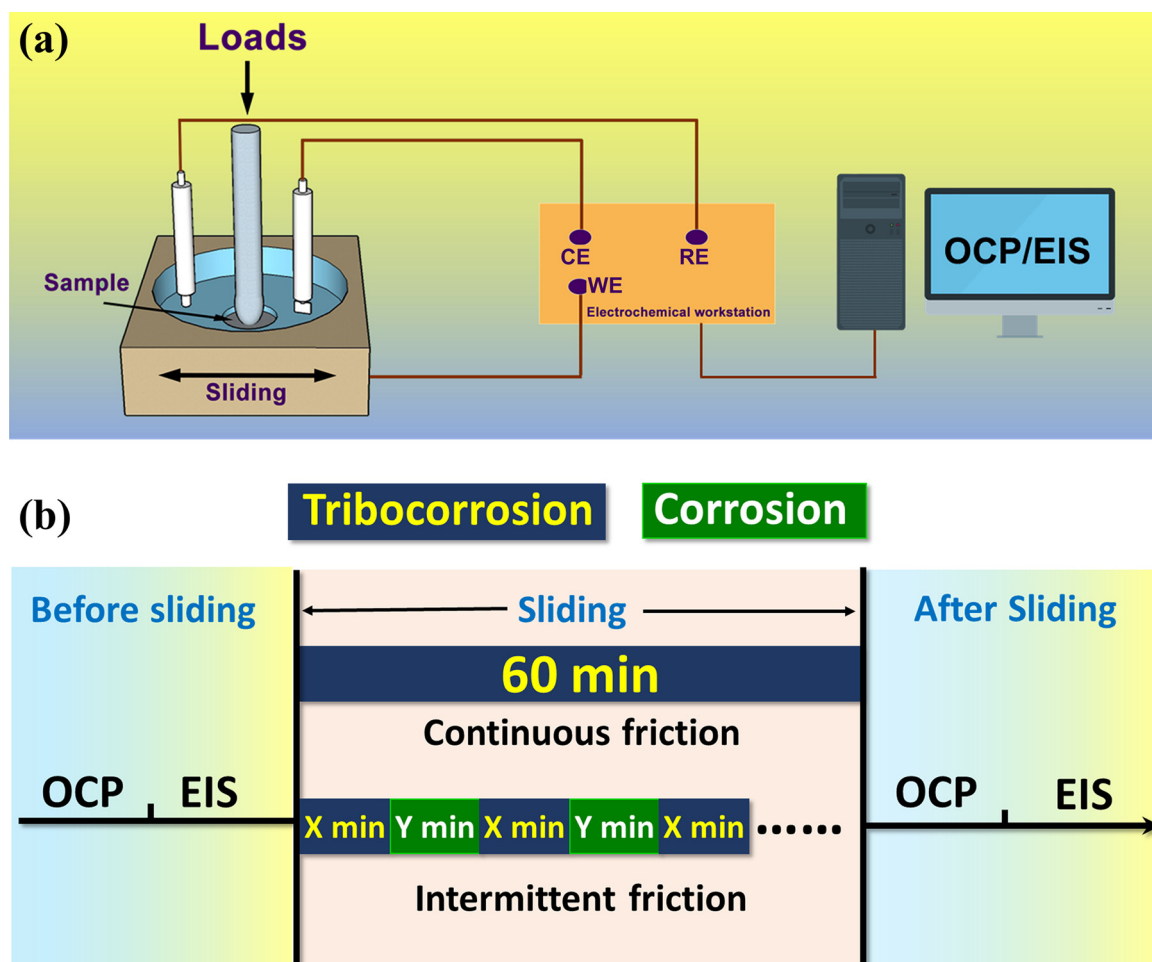 (a)
Loads
Sample
Sliding
CE
RE
WE
Electrochemical workstation
OCP/EIS
(b)
Tribocorrosion
Corrosion
Before sliding
Sliding
After Sliding
60 min
Continuous friction
OCP
EIS
X min
Y min
X min
Y min
X min
......
OCP
EIS
Intermittent friction